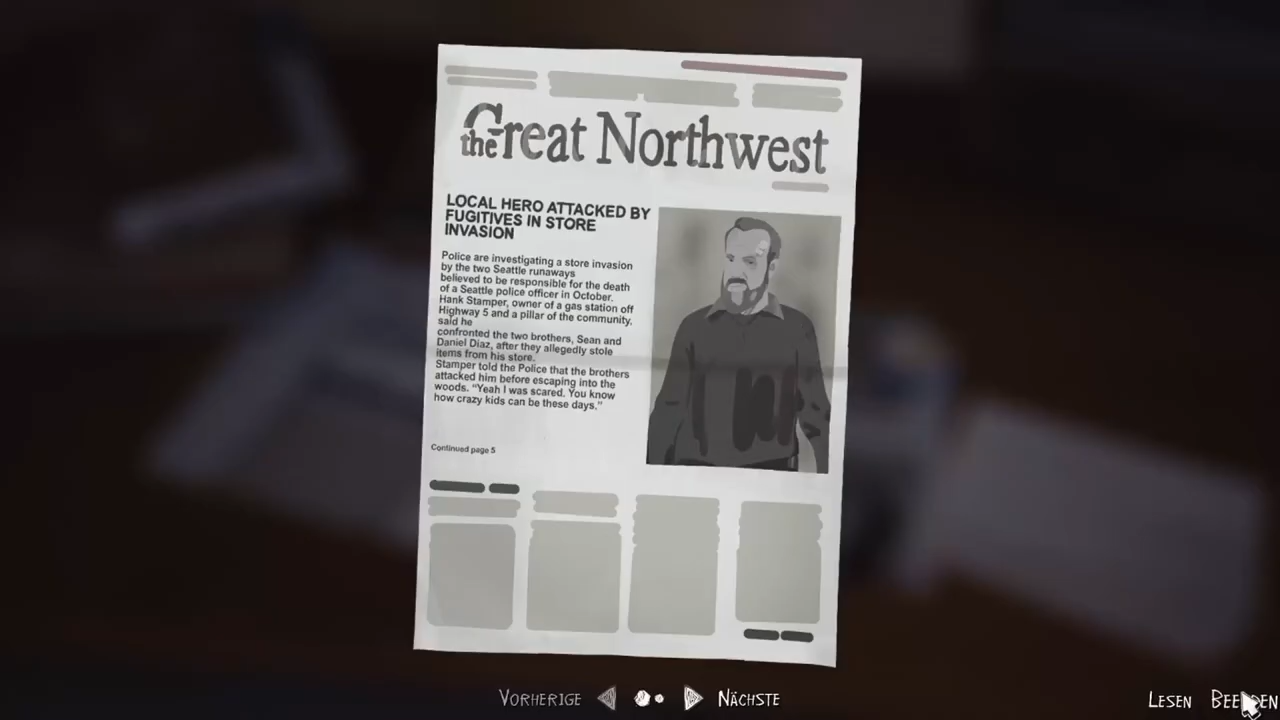 the Great Northwest
LOCAL HERO ATTACKED BY
FUGITIVES IN STORE
INVASION
Police are investigating a store invasion
by the two Seattle runaways
believed to be responsible for the death
of a Seattle police officer in October.
Hank Stamper, owner of a gas station off
Highway 5 and a pillar of the community,
said he
confronted the two brothers, Sean and
Daniel Diaz, after they allegedly stole
items from his store.
Stamper told the Police that the brothers
attacked him before escaping into the
woods. “Yeah I was scared. You know
how crazy kids can be these days.”
Continued page 5
VORHERIGE
NÄCHSTE
LESEN
BEENDEN